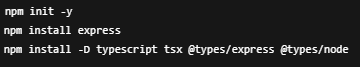 npm init -y
npm install express
npm install -D typescript tsx @types/express @types/node